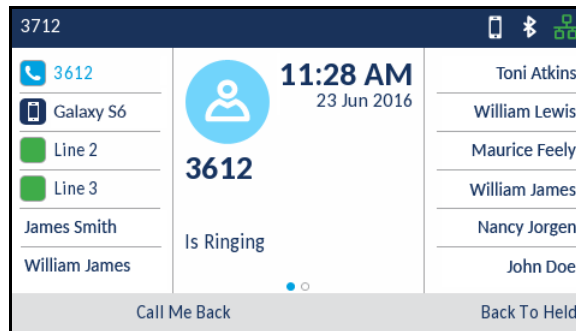 3712
3612
Galaxy S6
Line 2
Line 3
James Smith
William James
11:28 AM
23 Jun 2016
3612
Is Ringing
Toni Atkins
William Lewis
Maurice Feely
William James
Nancy Jorgen
John Doe
Call Me Back
Back To Held